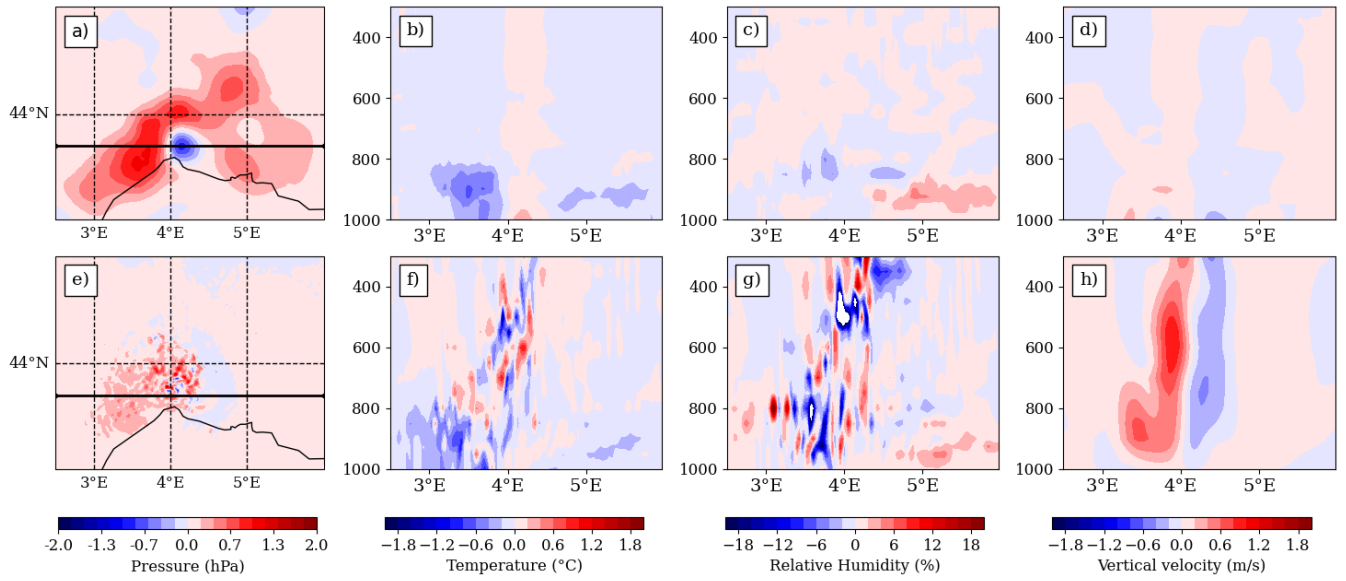 a) b) c) d)
400 400 400
600 600 600
44°N
800 800 800
1000 1000 1000
3°E 4°E 5°E 3°E 4°E 5°E 3°E 4°E 5°E 3°E 4°E 5°E
e) f) g) h)
400 400 400
44°N
600 600 600
800 800 800
1000 1000 1000
3°E 4°E 5°E 3°E 4°E 5°E 3°E 4°E 5°E 3°E 4°E 5°E
-2.0 -1.3 -0.7 0.0 0.7 1.3 2.0 −1.8 −1.2 −0.6 0.0 0.6 1.2 1.8 −18 −12 −6 0 6 12 18 −1.8 −1.2 −0.6 0.0 0.6 1.2 1.8
Pressure (hPa) Temperature (°C) Relative Humidity (%) Vertical velocity (m/s)